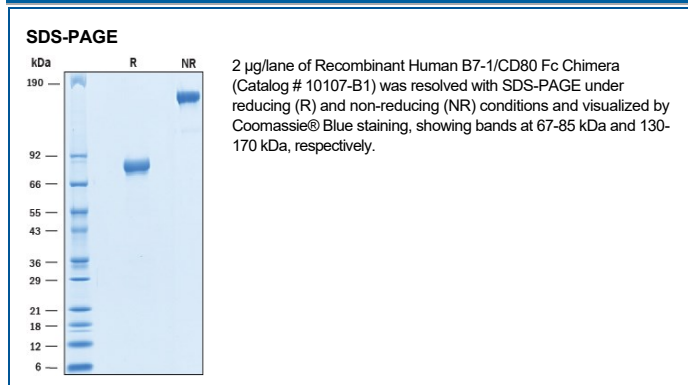 SDS-PAGE
kDa R NR
190
92
66
55
43
36
29
21
18
12
6
2 µg/lane of Recombinant Human B7-1/CD80 Fc Chimera
(Catalog # 10107-B1) was resolved with SDS-PAGE under
reducing (R) and non-reducing (NR) conditions and visualized by
Coomassie® Blue staining, showing bands at 67-85 kDa and 130-
170 kDa, respectively.